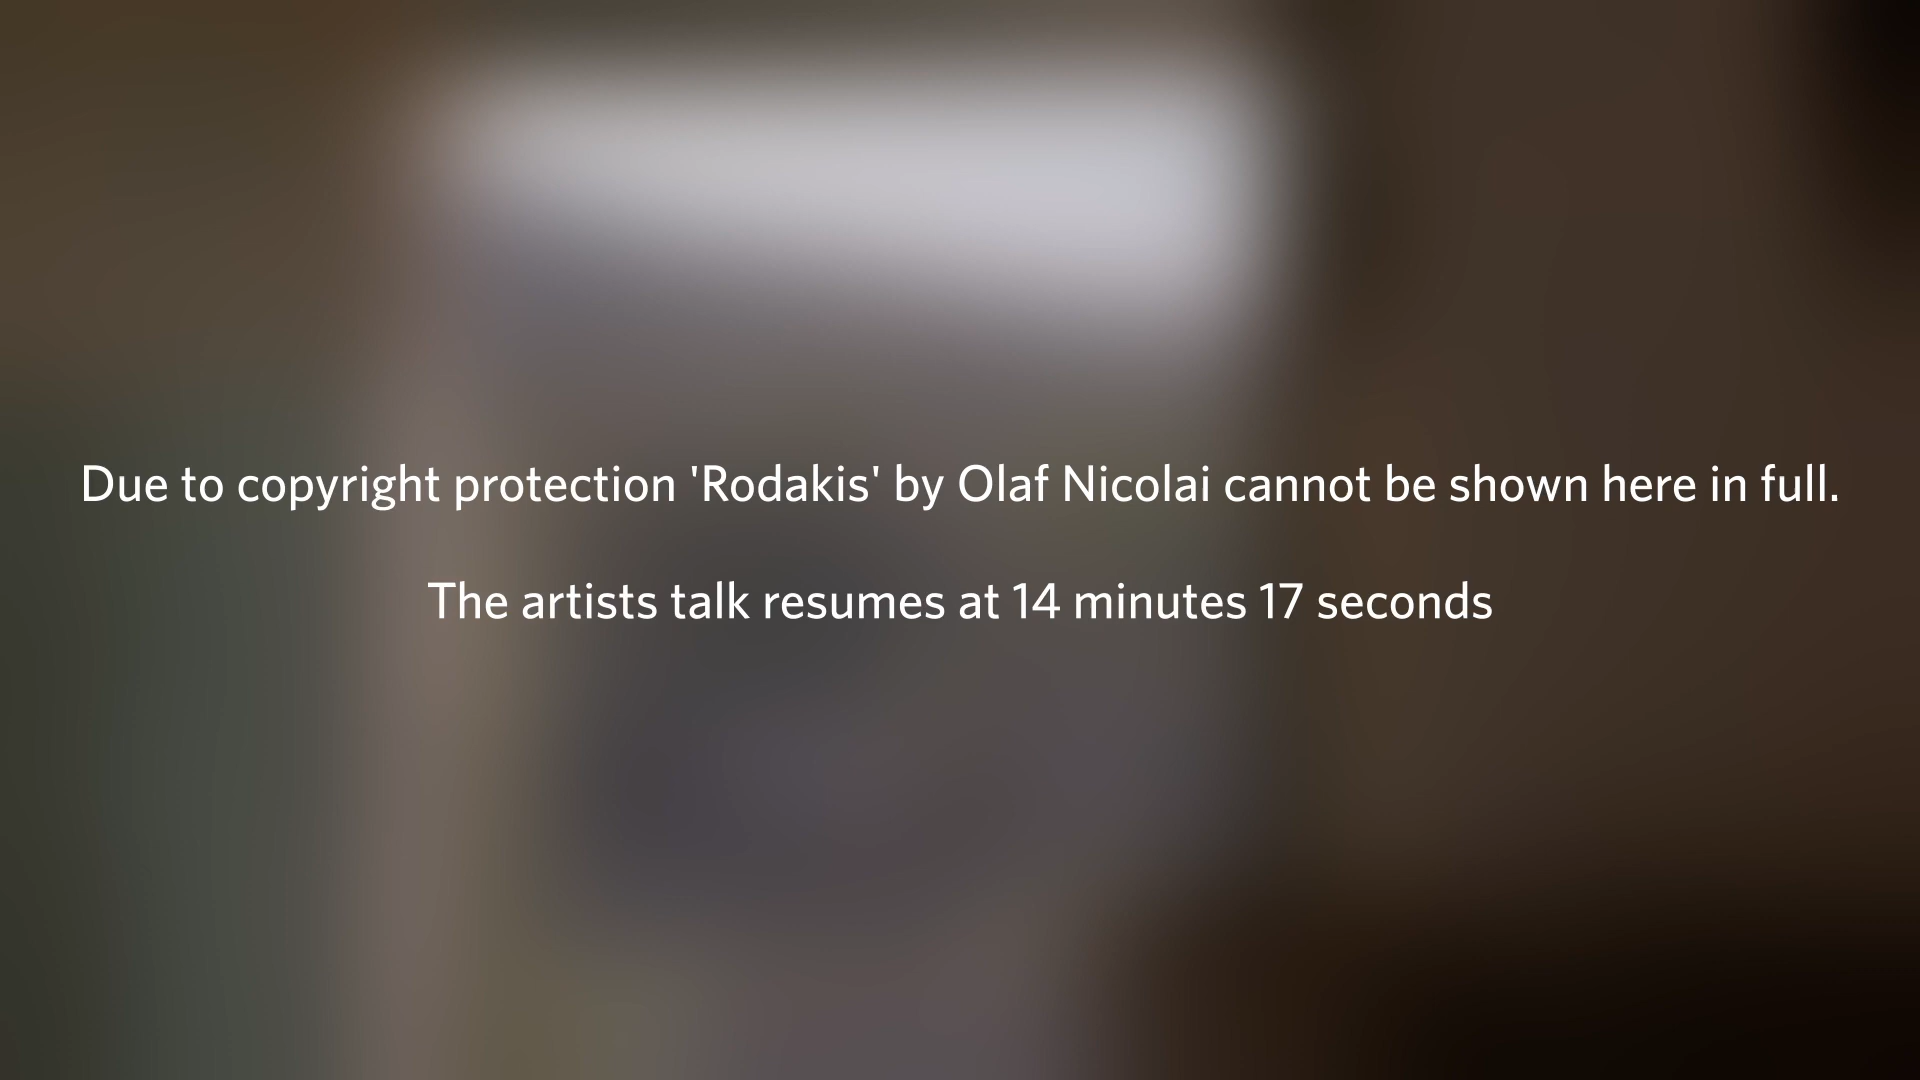 Due to copyright protection 'Rodakis' by Olaf Nicolai cannot be shown here in full.
The artists talk resumes at 14 minutes 17 seconds